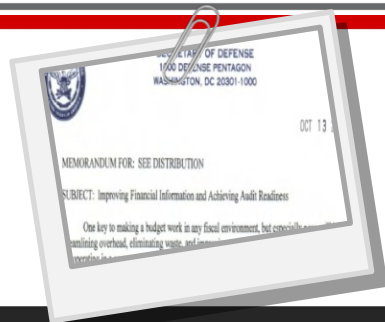 SECRETARY OF DEFENSE
1000 DEFENSE PENTAGON
WASHINGTON, DC 20301-1000
OCT 13
MEMORANDUM FOR: SEE DISTRIBUTION
SUBJECT: Improving Financial Information and Achieving Audit Readiness
One key to making a budget work in any fiscal environment, but especially
streamlining overhead, eliminating waste, and